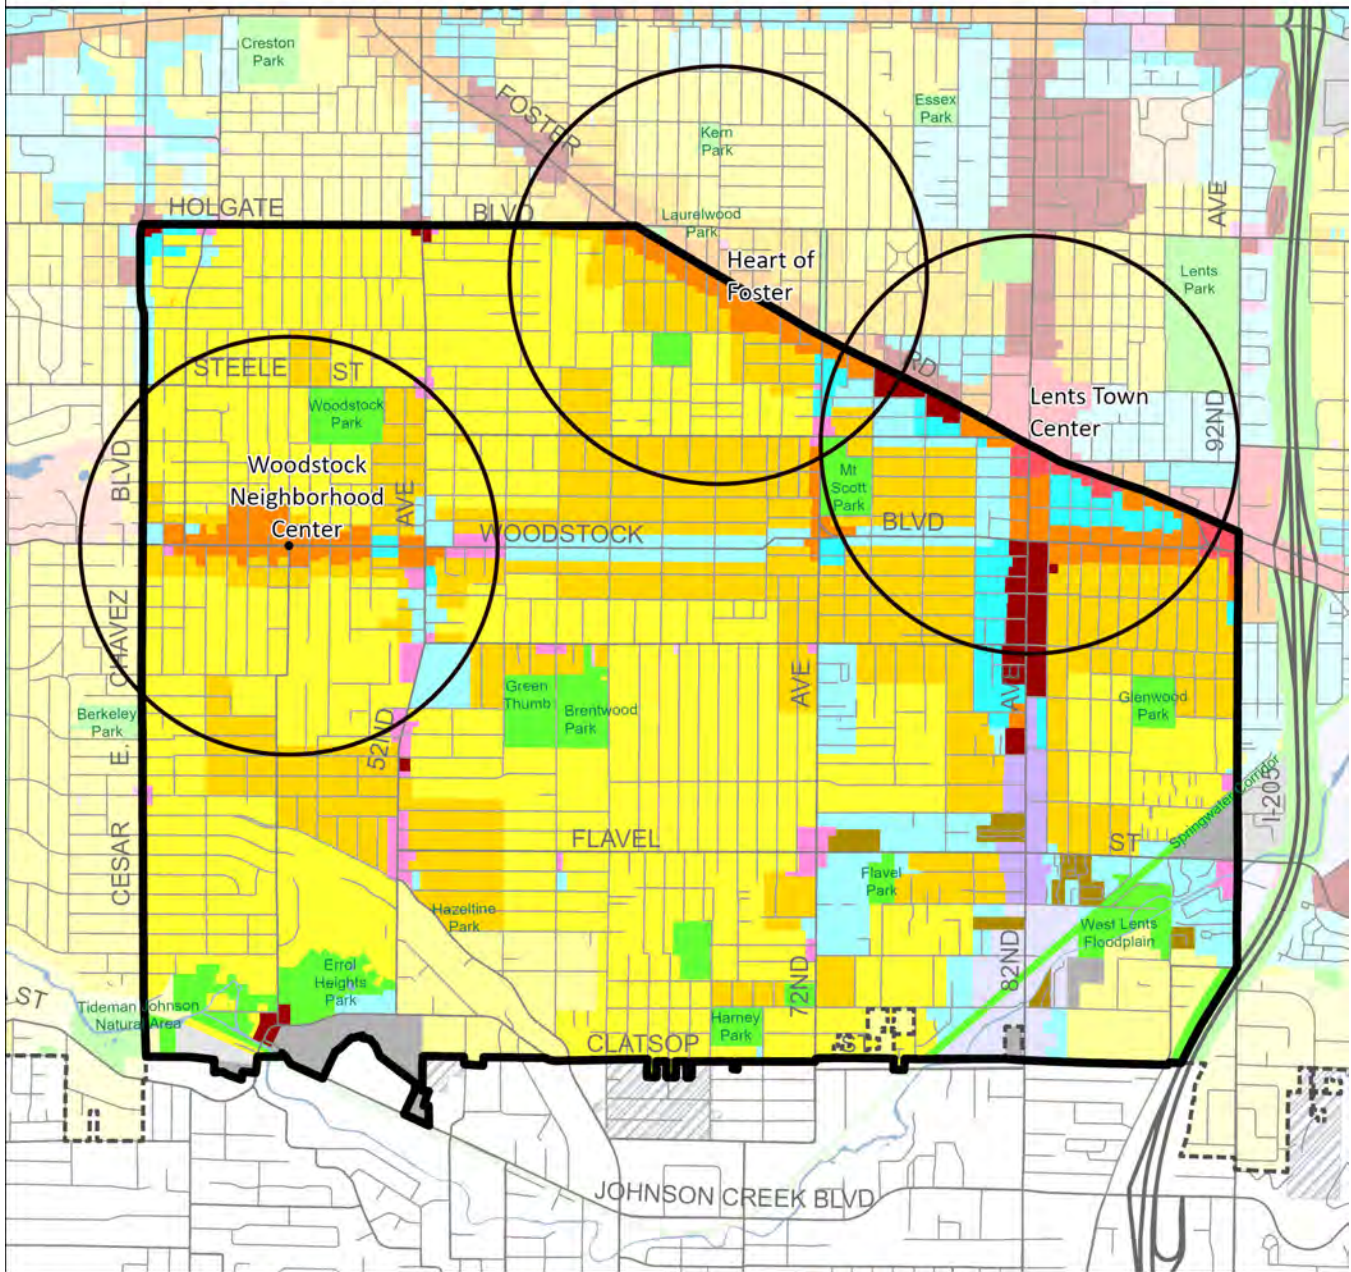 Creston
Park
FOSTER
Kern
Park
Essex
Park
HOLGATE
BLVD
AVE
Laurelwood
Park
Heart of
Foster
Lents
Park
STEELE
ST
RD
Woodstock
Park
Lents Town
Center
92ND
BLVD
Woodstock
Neighborhood
Center
AVE
Mt
Scott
Park
WOODSTOCK
BLVD
CESAR E. CHAVEZ
Berkeley
Park
52ND
Green
Thumb
Brentwood
Park
AVE
AVE
Glenwood
Park
Springwater Corridor
I-205
FLAVEL
ST
Flavel
Park
Hazeltine
Park
West Lents
Floodplain
82ND
72ND
Errol
Heights
Park
ST
Tideman Johnson
Natural Area
Harney
Park
CLATSOP
ST
JOHNSON CREEK BLVD